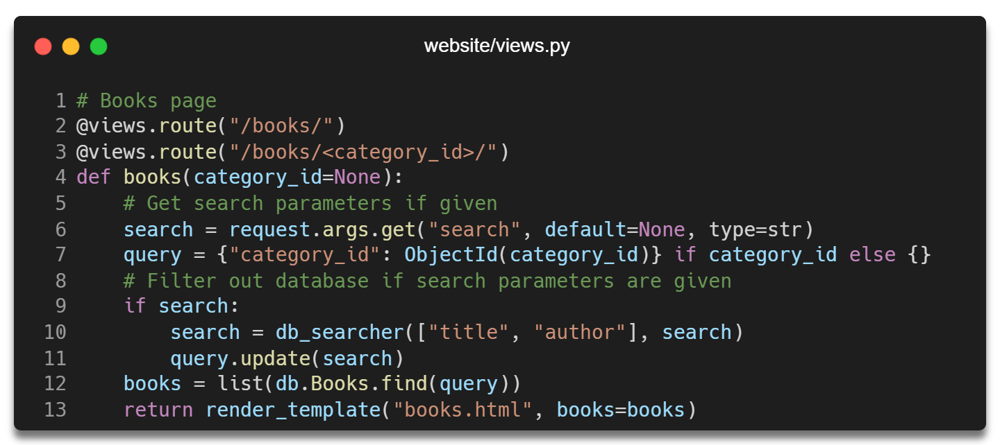 website/views.py
1 # Books page
2 @views.route("/books/")
3 @views.route("/books/<category_id>/")
4 def books(category_id=None):
5     # Get search parameters if given
6     search = request.args.get("search", default=None, type=str)
7     query = {"category_id": ObjectId(category_id)} if category_id else {}
8     # Filter out database if search parameters are given
9     if search:
10         search = db_searcher(["title", "author"], search)
11         query.update(search)
12     books = list(db.Books.find(query))
13     return render_template("books.html", books=books)